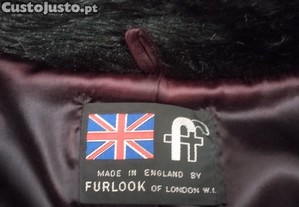 CustoJusto.pt
ff
MADE IN ENGLAND BY
FURLOOK OF LONDON W.1.